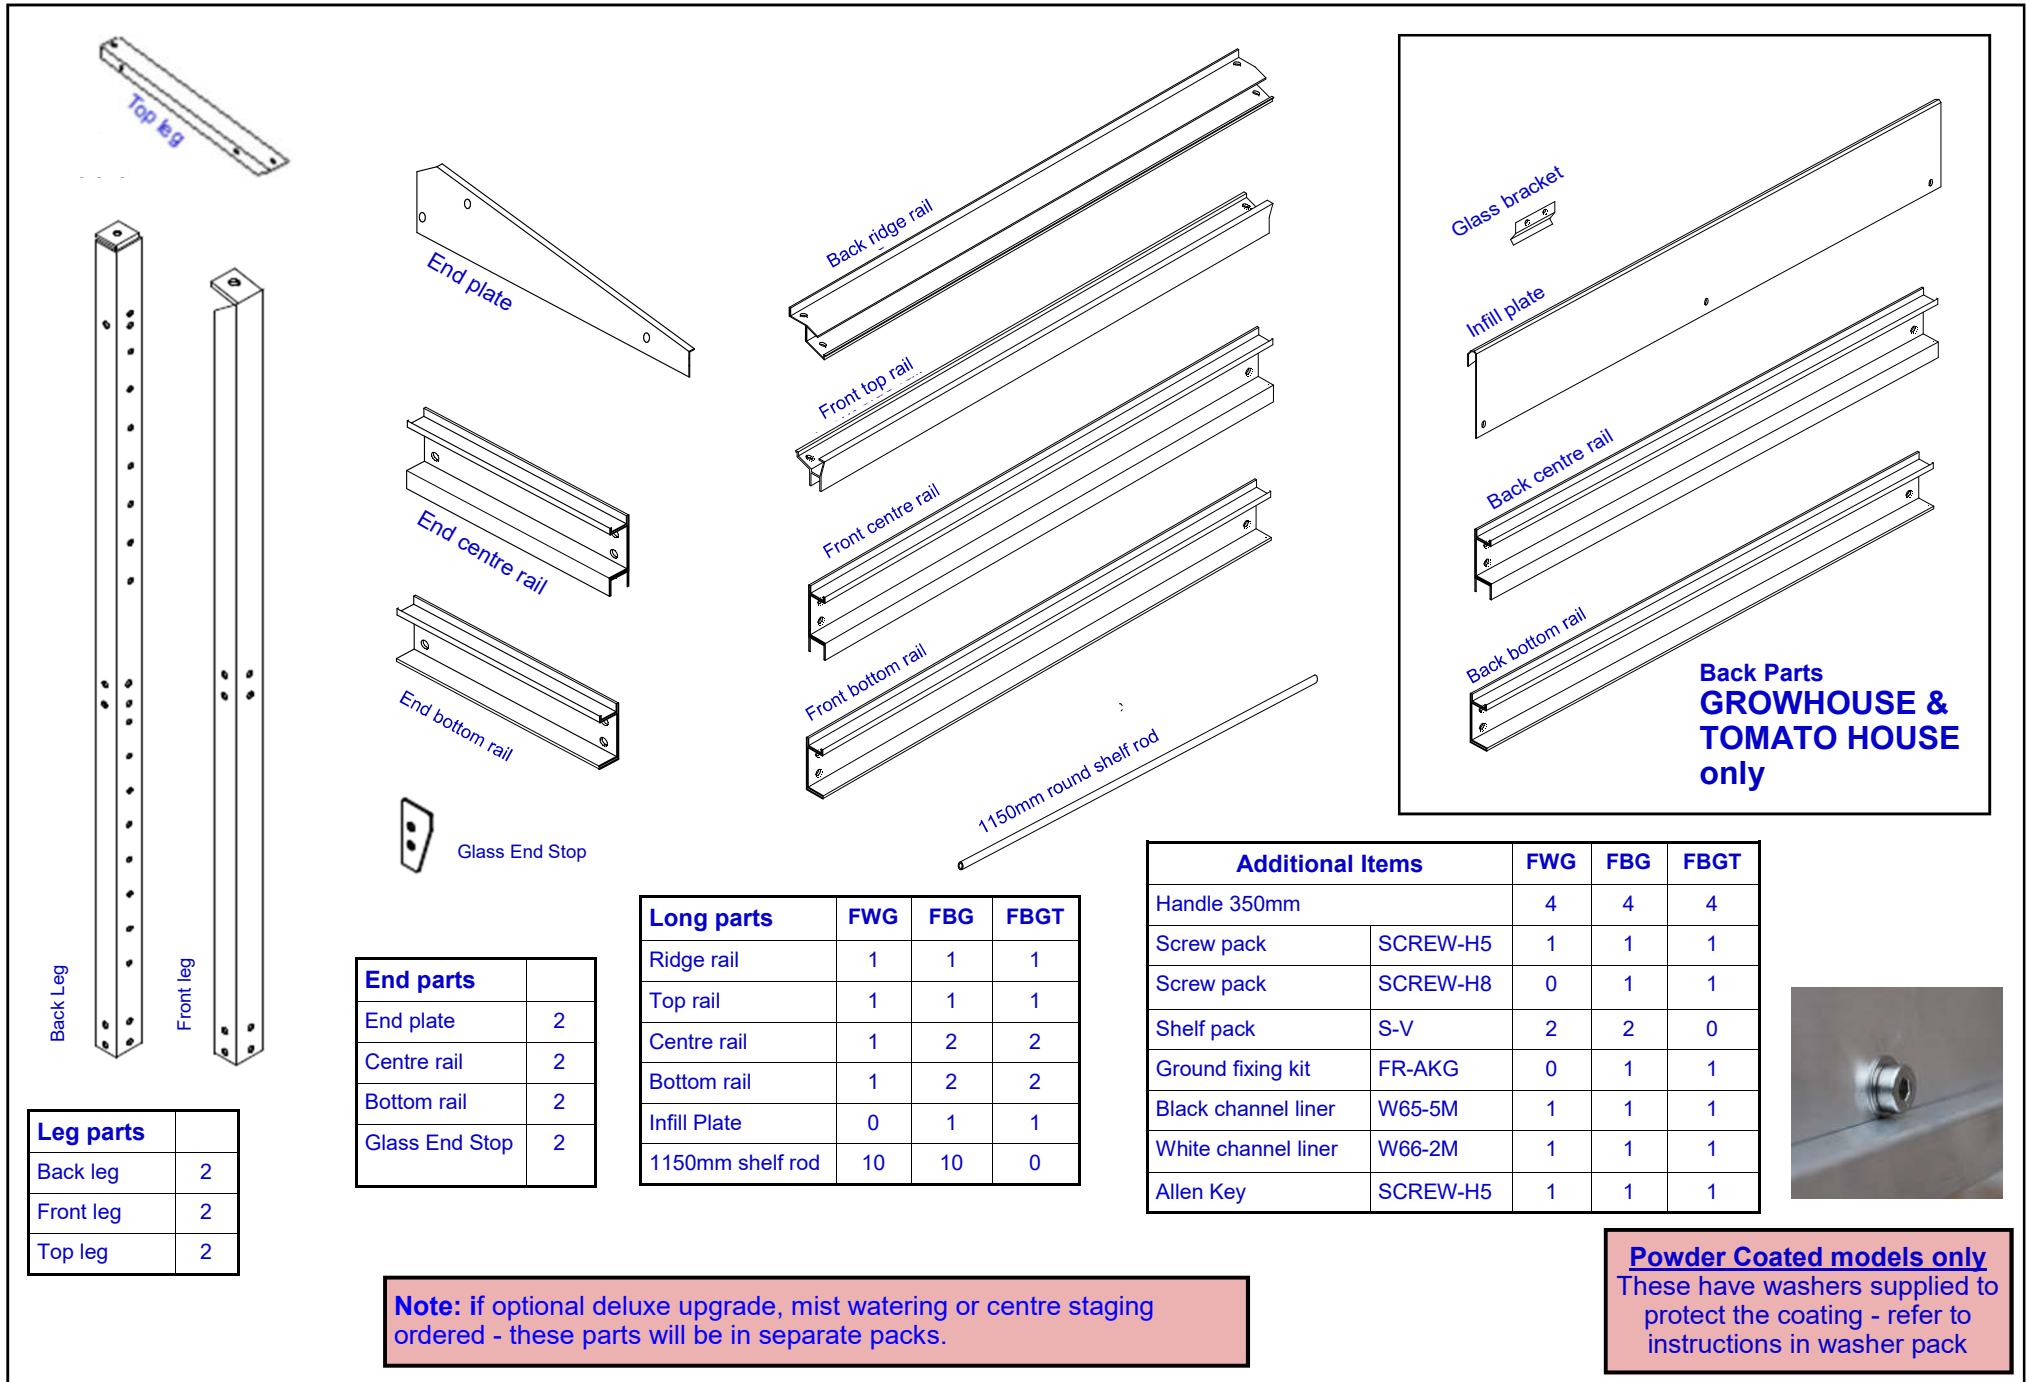 Top leg
Back Leg
Front leg
End plate
End centre rail
End bottom rail
Glass End Stop
Back ridge rail
Front top rail
Front centre rail
Front bottom rail
1150mm round shelf rod
Glass bracket
Infill plate
Back centre rail
Back bottom rail
Back Parts
GROWHOUSE &
TOMATO HOUSE
only
Leg parts
Back leg 2
Front leg 2
Top leg 2
End parts
End plate 2
Centre rail 2
Bottom rail 2
Glass End Stop 2
Long parts FWG FBG FBGT
Ridge rail 1 1 1
Top rail 1 1 1
Centre rail 1 2 2
Bottom rail 1 2 2
Infill Plate 0 1 1
1150mm shelf rod 10 10 0
Additional Items FWG FBG FBGT
Handle 350mm 4 4 4
Screw pack SCREW-H5 1 1 1
Screw pack SCREW-H8 0 1 1
Shelf pack S-V 2 2 0
Ground fixing kit FR-AKG 0 1 1
Black channel liner W65-5M 1 1 1
White channel liner W66-2M 1 1 1
Allen Key SCREW-H5 1 1 1
Note: if optional deluxe upgrade, mist watering or centre staging
ordered - these parts will be in separate packs.
Powder Coated models only
These have washers supplied to
protect the coating - refer to
instructions in washer pack